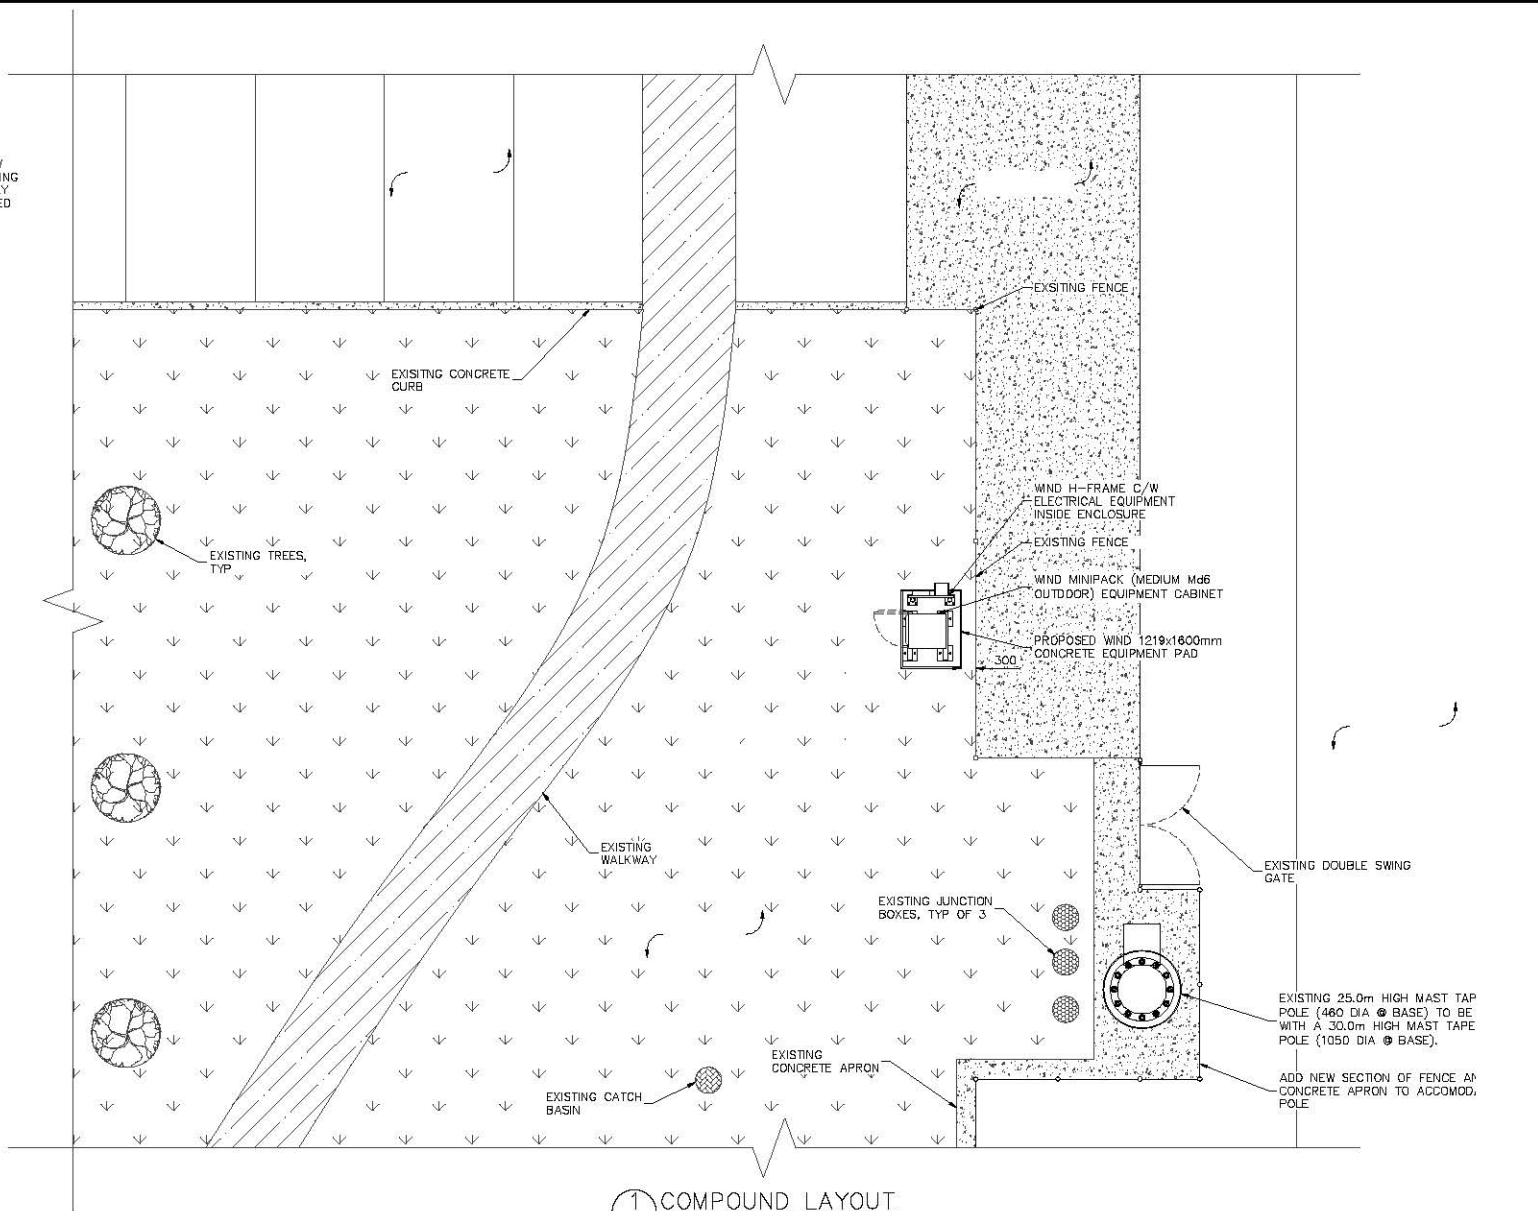 ING
ED
EXSITING FENCE
EXISITNG CONCRETE
CURB
WIND H-FRAME C/W
ELECTRICAL EQUIPMENT
INSIDE ENCLOSURE
EXISTING FENCE
EXISTING TREES,
TYP
WIND MINIPACK (MEDIUM Md6
OUTDOOR) EQUIPMENT CABINET
PROPOSED WIND 1219x1600mm
CONCRETE EQUIPMENT PAD
300
EXISTING
WALKWAY
EXISTING DOUBLE SWING
GATE
EXISTING JUNCTION
BOXES, TYP OF 3
EXISTING 25.0m HIGH MAST TAP
POLE (460 DIA @ BASE) TO BE
WITH A 30.0m HIGH MAST TAPE
POLE (1050 DIA @ BASE).
EXISTING
CONCRETE APRON
ADD NEW SECTION OF FENCE AN
CONCRETE APRON TO ACCOMOD
POLE
EXISTING CATCH
BASIN
1 COMPOUND LAYOUT